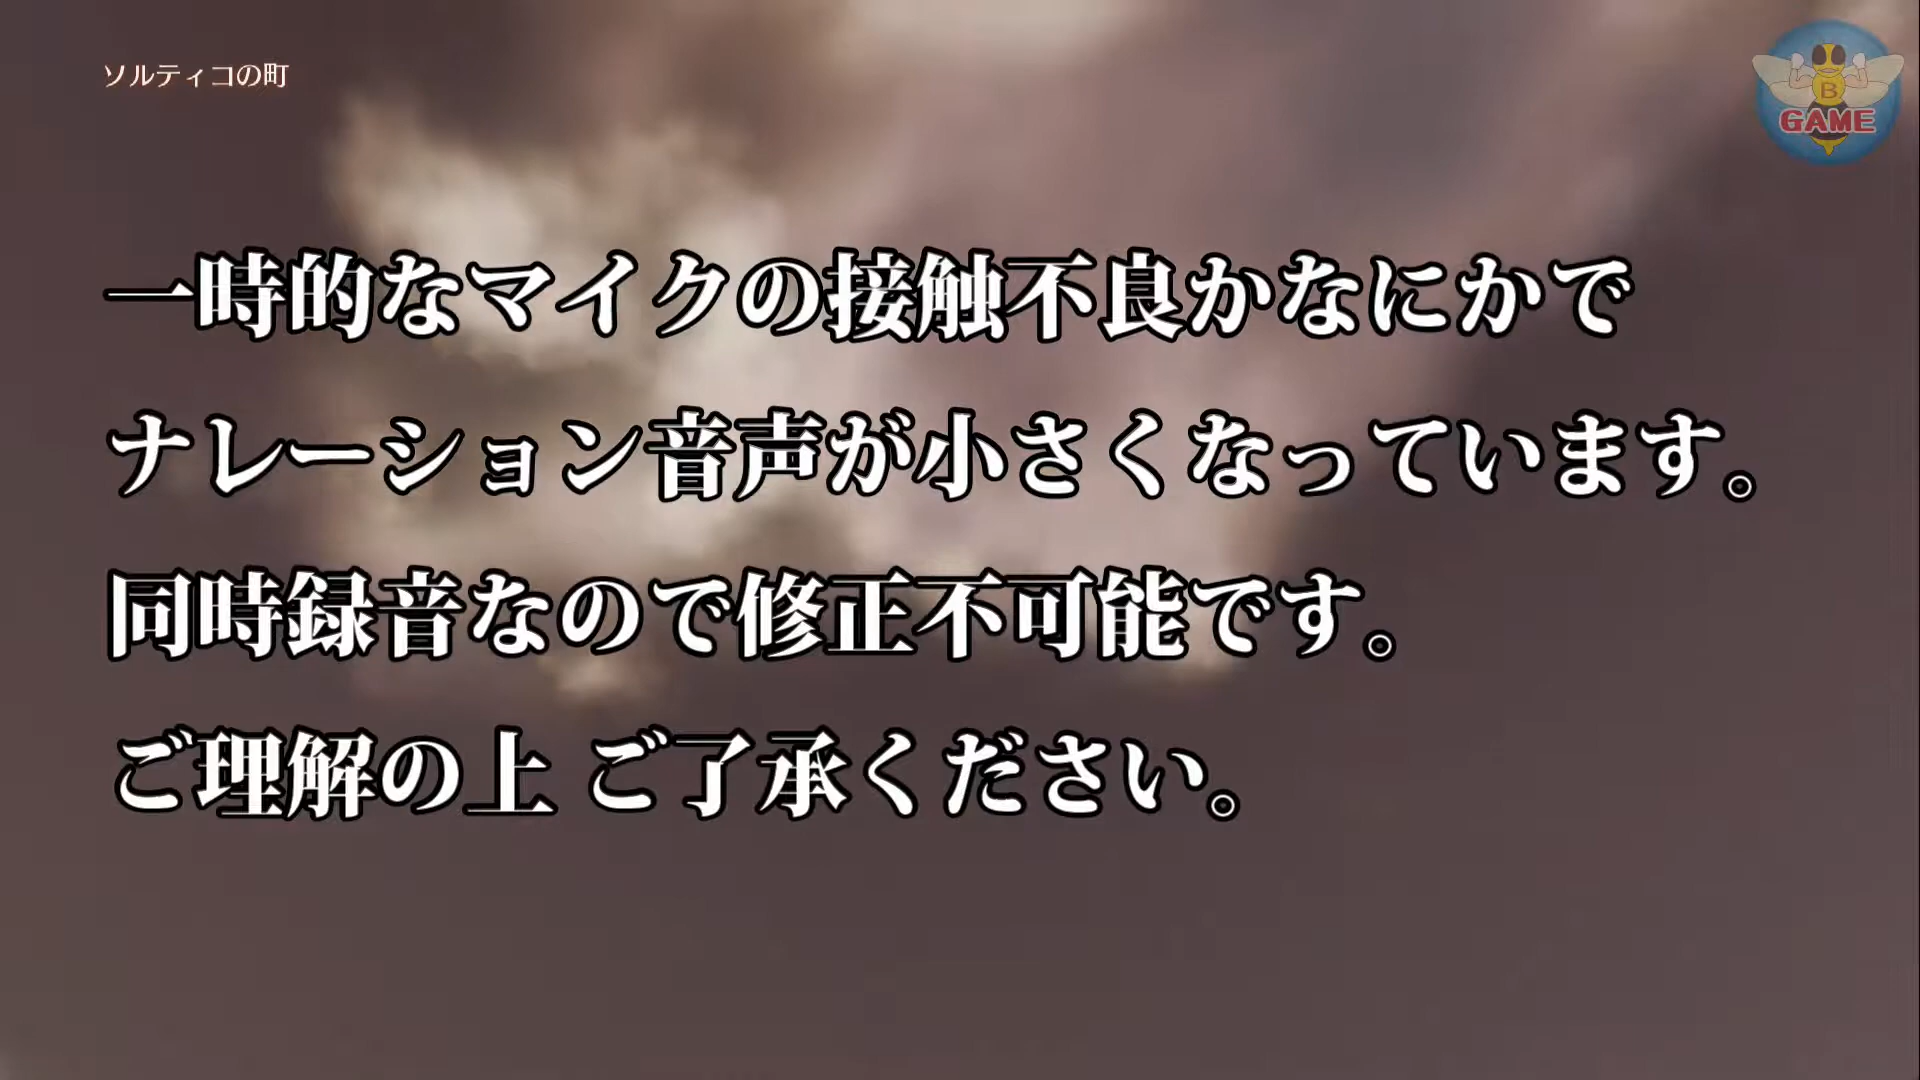 ソルティコの町
B
GAME
一時的なマイクの接触不良かなにかで
ナレーション音声が小さくなっています。
同時録音なので修正不可能です。
ご理解の上 ご了承ください。